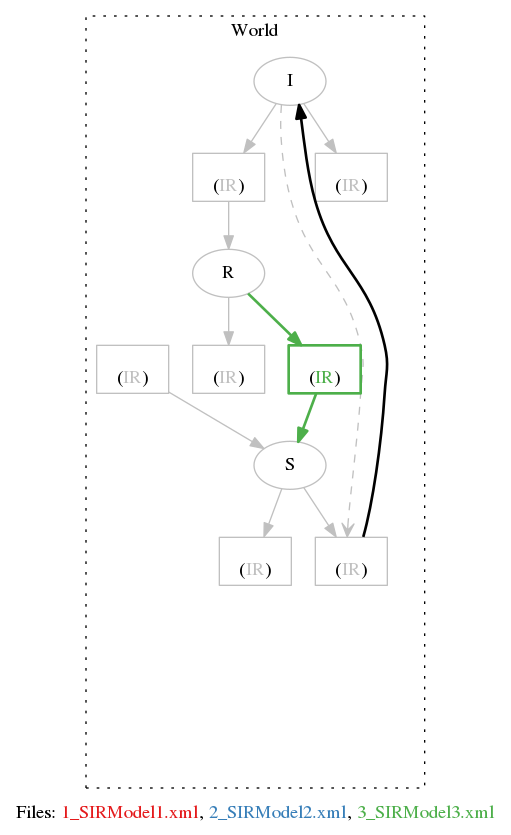 World
I
(IR) (IR)
R
(IR) (IR) (IR)
S
(IR) (IR)
Files: 1_SIRModel1.xml, 2_SIRModel2.xml, 3_SIRModel3.xml